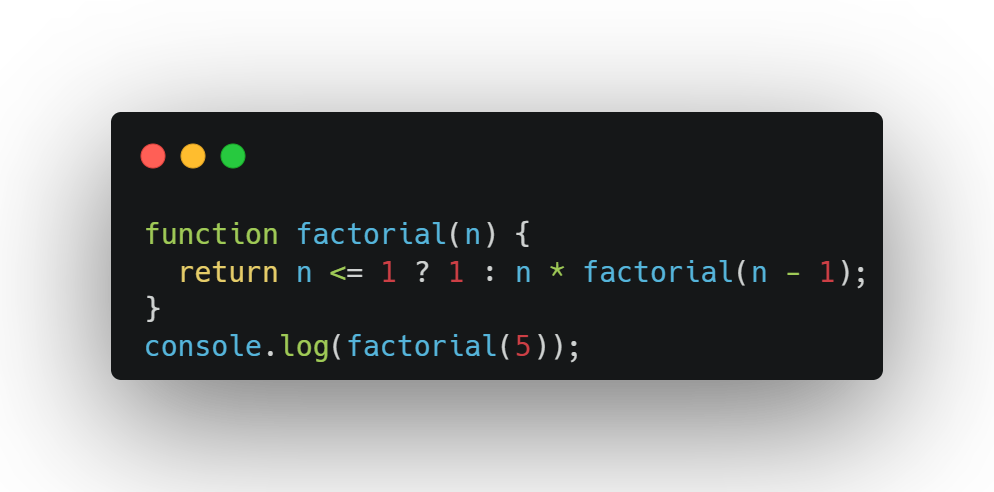 function factorial(n) {
  return n <= 1 ? 1 : n * factorial(n - 1);
}
console.log(factorial(5));